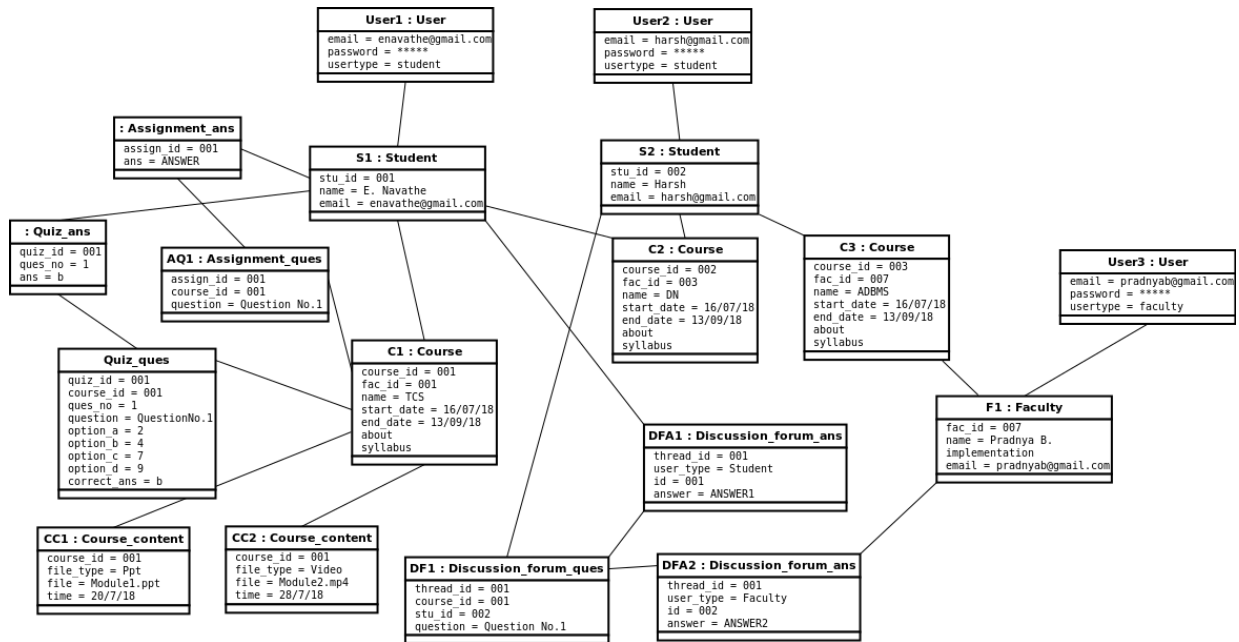 User1 : User
email = enavathe@gmail.com
password = *****
usertype = student
User2 : User
email = harsh@gmail.com
password = *****
usertype = student
: Assignment_ans
assign_id = 001
ans = ANSWER
S1 : Student
stu_id = 001
name = E. Navathe
email = enavathe@gmail.com
S2 : Student
stu_id = 002
name = Harsh
email = harsh@gmail.com
: Quiz_ans
quiz_id = 001
ques_no = 1
ans = b
AQ1 : Assignment_ques
assign_id = 001
course_id = 001
question = Question No.1
C2 : Course
course_id = 002
fac_id = 003
name = DN
start_date = 16/07/18
end_date = 13/09/18
about
syllabus
C3 : Course
course_id = 003
fac_id = 007
name = ADBMS
start_date = 16/07/18
end_date = 13/09/18
about
syllabus
User3 : User
email = pradnyab@gmail.com
password = *****
usertype = faculty
Quiz_ques
quiz_id = 001
course_id = 001
ques_no = 1
question = QuestionNo.1
option_a = 2
option_b = 4
option_c = 7
option_d = 9
correct_ans = b
C1 : Course
course_id = 001
fac_id = 001
name = TCS
start_date = 16/07/18
end_date = 13/09/18
about
syllabus
F1 : Faculty
fac_id = 007
name = Pradnya B.
implementation
email = pradnyab@gmail.com
DFA1 : Discussion_forum_ans
thread_id = 001
user_type = Student
id = 001
answer = ANSWER1
CC1 : Course_content
course_id = 001
file_type = Ppt
file = Module1.ppt
time = 20/7/18
CC2 : Course_content
course_id = 001
file_type = Video
file = Module2.mp4
time = 28/7/18
DF1 : Discussion_forum_ques
thread_id = 001
course_id = 001
stu_id = 002
question = Question No.1
DFA2 : Discussion_forum_ans
thread_id = 001
user_type = Faculty
id = 002
answer = ANSWER2